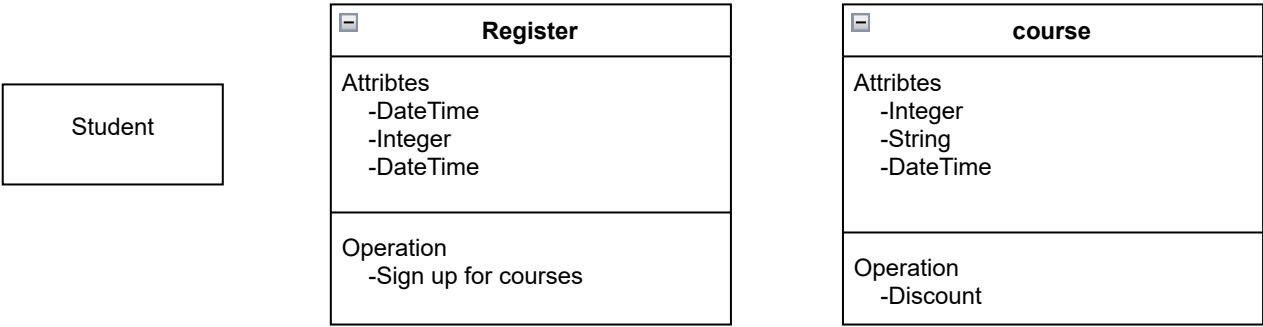 Student
Register
Attribtes
-DateTime
-Integer
-DateTime
Operation
-Sign up for courses
course
Attribtes
-Integer
-String
-DateTime
Operation
-Discount